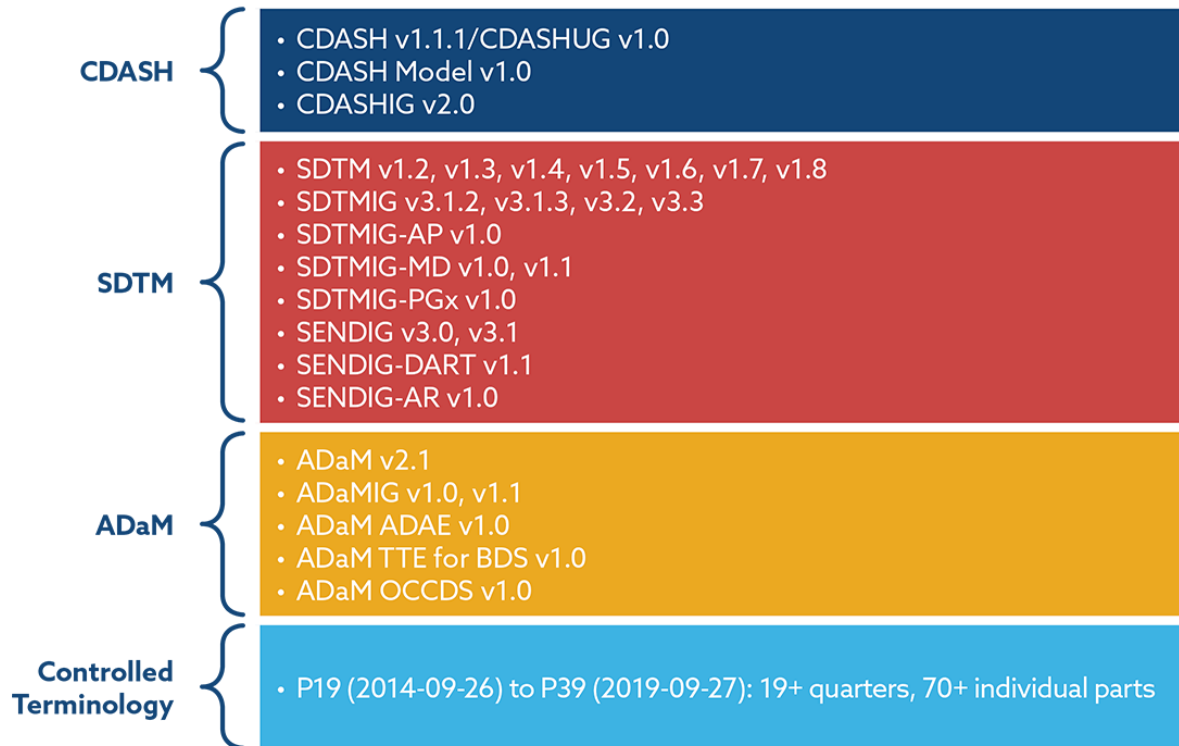 CDASH
• CDASH v1.1.1/CDASHUG v1.0
• CDASH Model v1.0
• CDASHIG v2.0
SDTM
• SDTM v1.2, v1.3, v1.4, v1.5, v1.6, v1.7, v1.8
• SDTMIG v3.1.2, v3.1.3, v3.2, v3.3
• SDTMIG-AP v1.0
• SDTMIG-MD v1.0, v1.1
• SDTMIG-PGx v1.0
• SENDIG v3.0, v3.1
• SENDIG-DART v1.1
• SENDIG-AR v1.0
ADaM
• ADaM v2.1
• ADaMIG v1.0, v1.1
• ADaM ADAE v1.0
• ADaM TTE for BDS v1.0
• ADaM OCCDS v1.0
Controlled
Terminology
• P19 (2014-09-26) to P39 (2019-09-27): 19+ quarters, 70+ individual parts